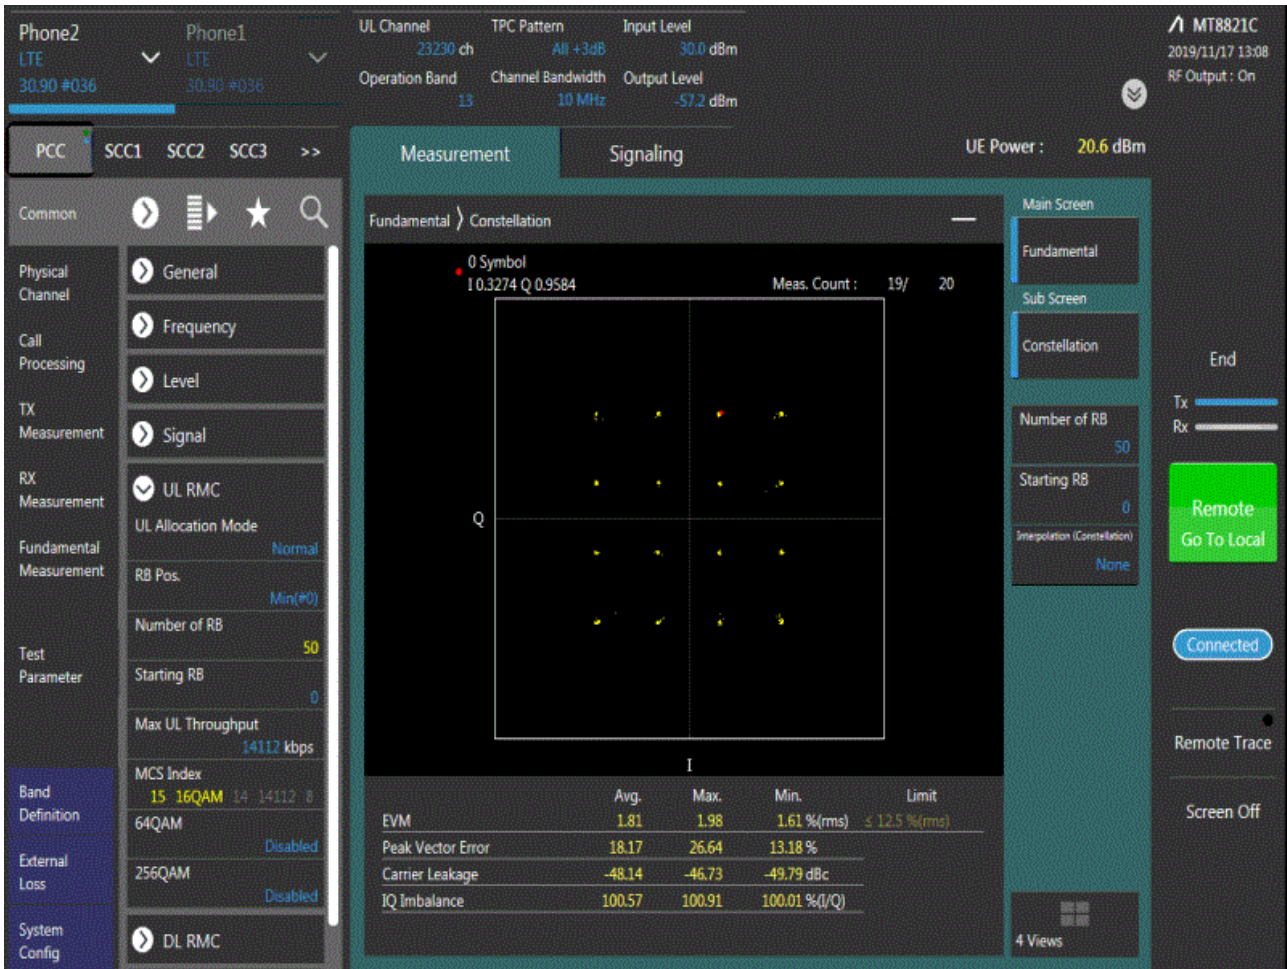 Phone2
LTE
30.90 #036
Phone1
LTE
30.90 #036
UL Channel
23230 ch
Operation Band
13
TPC Pattern
All +3dB
Channel Bandwidth
10 MHz
Input Level
30.0 dBm
Output Level
-57.2 dBm
MT8821C
2019/11/17 13:08
RF Output : On
PCC SCC1 SCC2 SCC3 >>
Measurement Signaling
UE Power : 20.6 dBm
Common
Physical
Channel
Call
Processing
TX
Measurement
RX
Measurement
Fundamental
Measurement
Test
Parameter
Band
Definition
External
Loss
System
Config
General
Frequency
Level
Signal
UL RMC
UL Allocation Mode
Normal
RB Pos.
Min(#0)
Number of RB
50
Starting RB
0
Max UL Throughput
14112 kbps
MCS Index
15 16QAM 14 14112 8
64QAM
Disabled
256QAM
Disabled
DL RMC
Fundamental 〉 Constellation
0 Symbol
I 0.3274 Q 0.9584
Meas. Count : 19/ 20
Q
I
Avg. Max. Min. Limit
EVM 1.81 1.98 1.61 %(rms) ≤ 12.5 %(rms)
Peak Vector Error 18.17 26.64 13.18 %
Carrier Leakage -48.14 -46.73 -49.79 dBc
IQ Imbalance 100.57 100.91 100.01 %(I/Q)
Main Screen
Fundamental
Sub Screen
Constellation
Number of RB
50
Starting RB
0
Interpolation (Constellation)
None
4 Views
End
Tx
Rx
Remote
Go To Local
Connected
Remote Trace
Screen Off